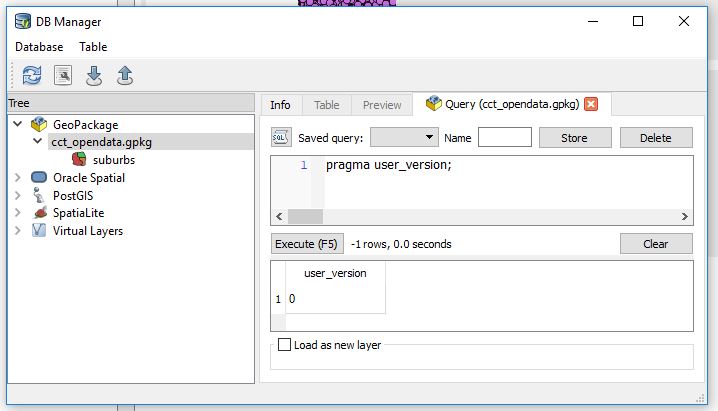 DB Manager
Database Table
Tree
GeoPackage
cct_opendata.gpkg
suburbs
Oracle Spatial
PostGIS
SpatiaLite
Virtual Layers
Info Table Preview Query (cct_opendata.gpkg)
SQL Saved query: Name Store Delete
1 pragma user_version;
Execute (F5) -1 rows, 0.0 seconds Clear
user_version
1 0
Load as new layer